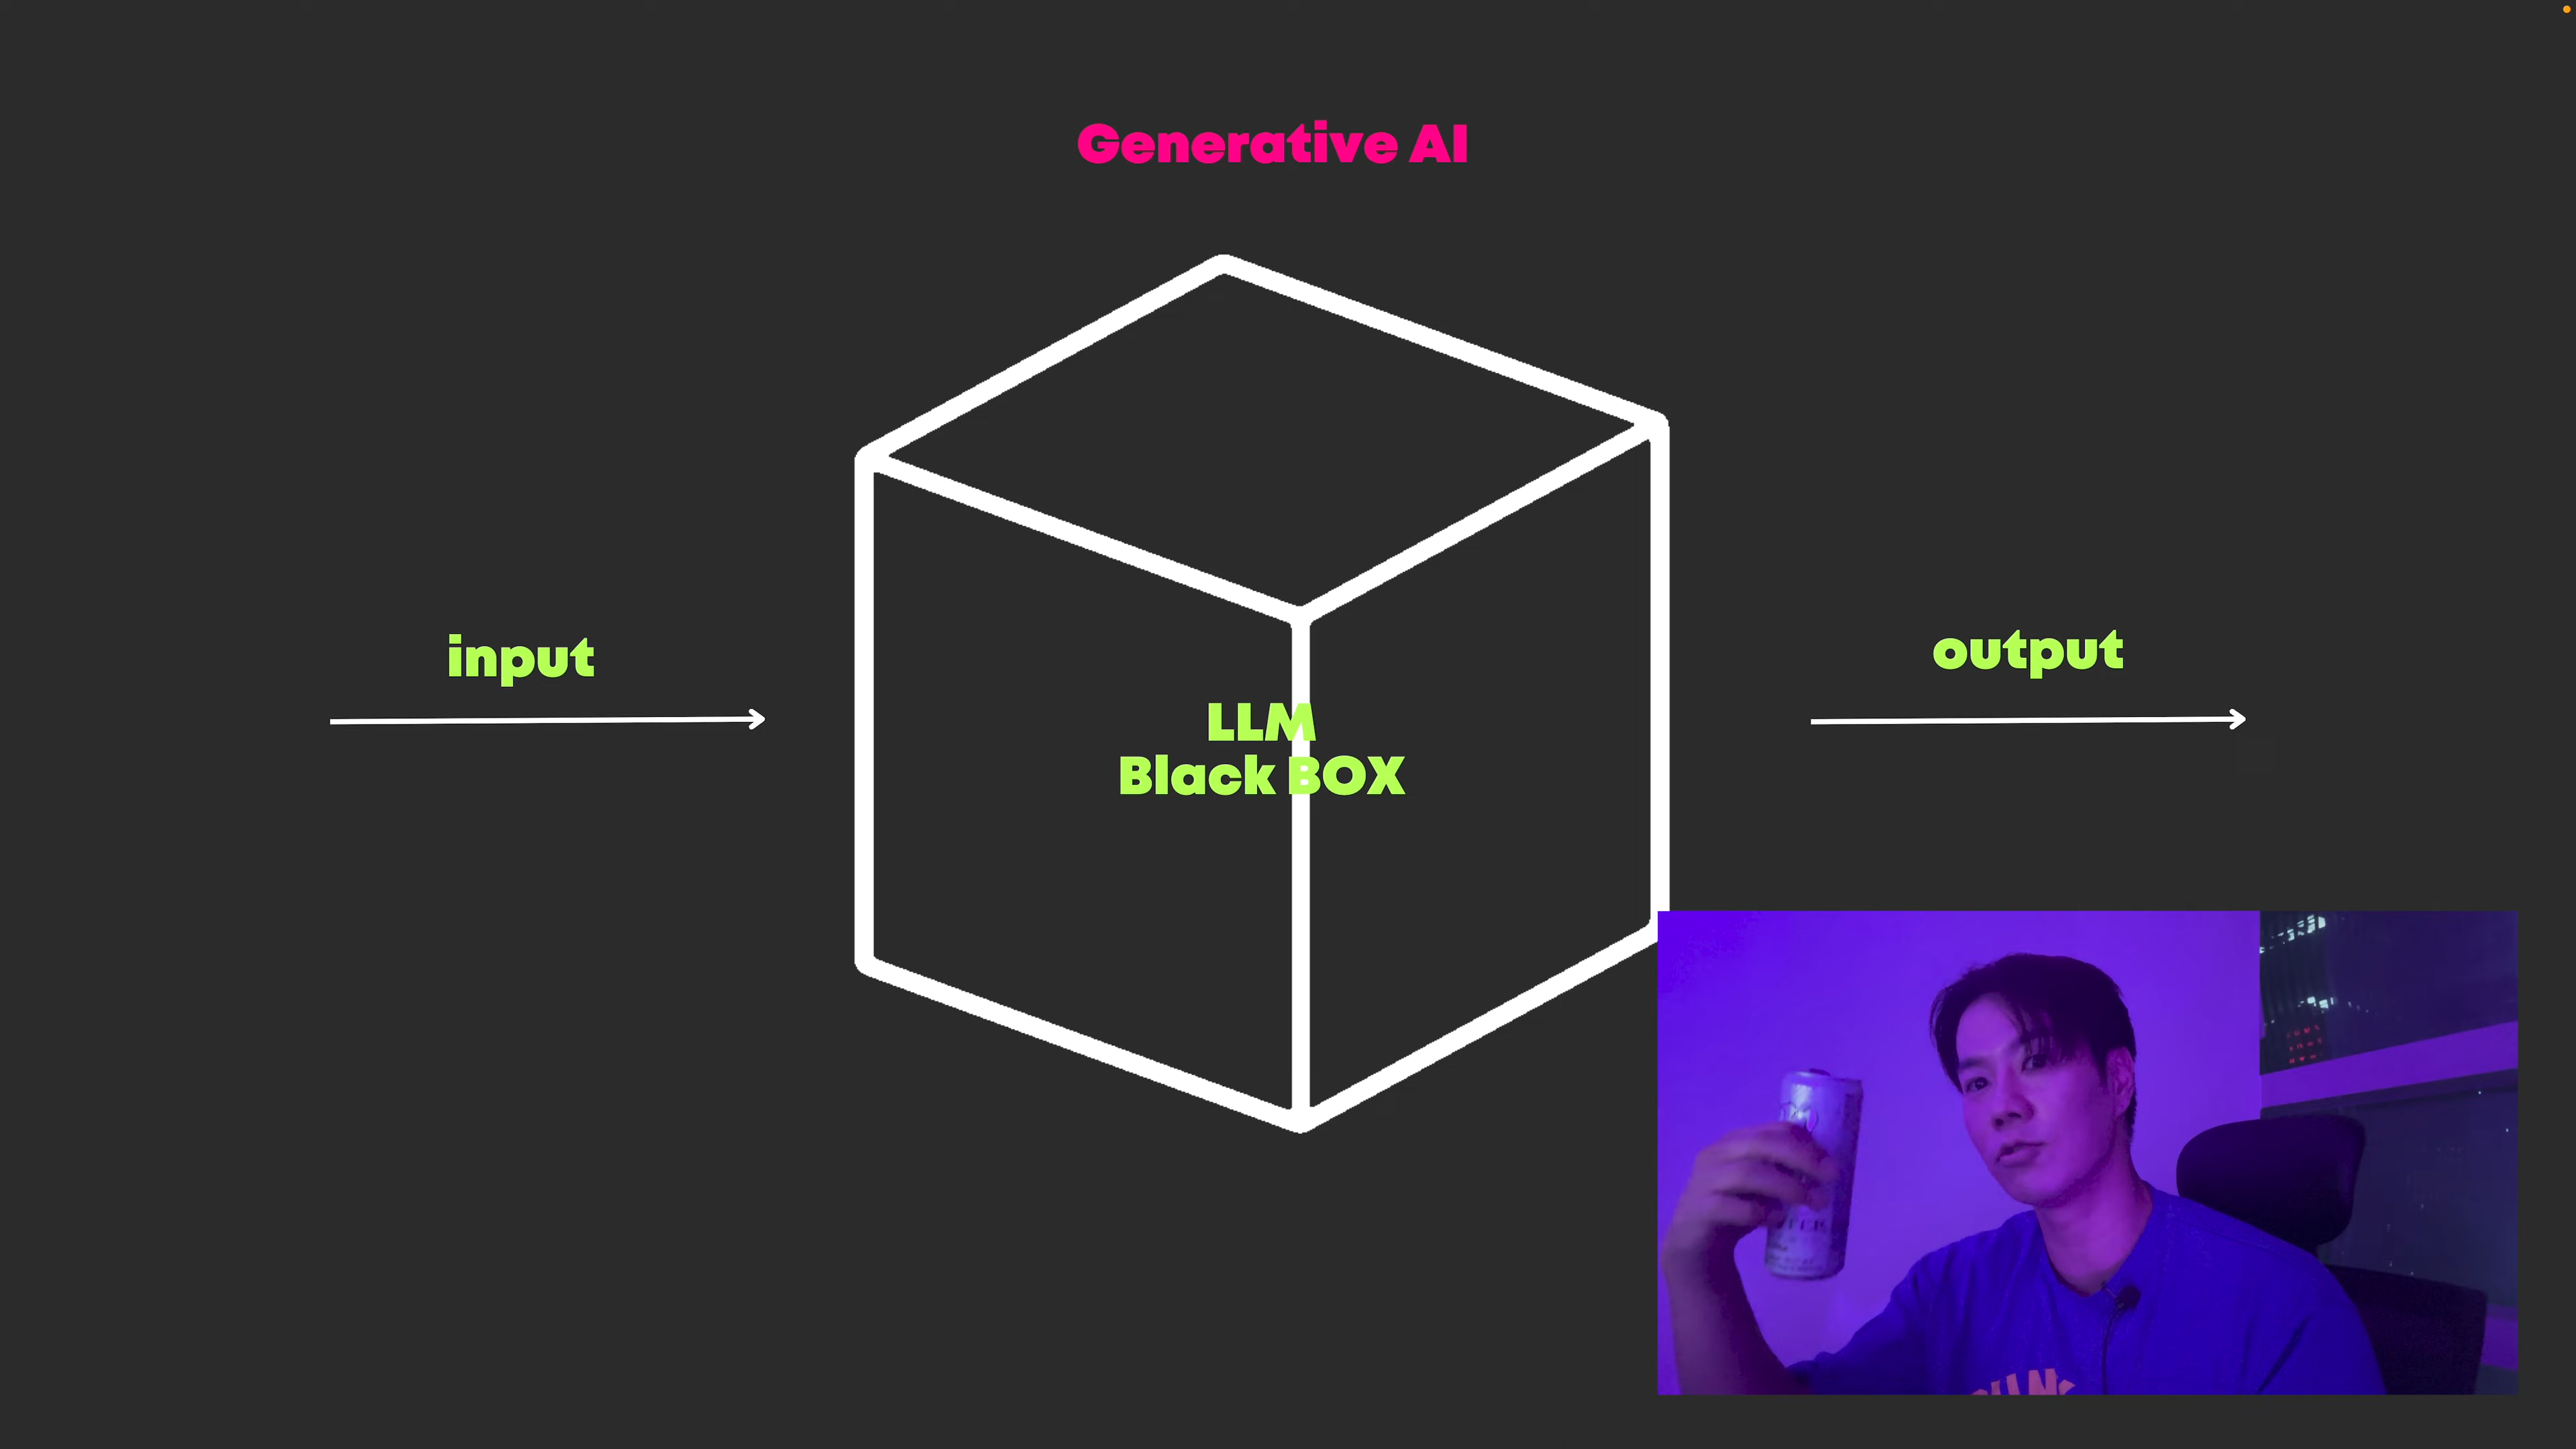 Generative AI
input
output
LLM
Black BOX